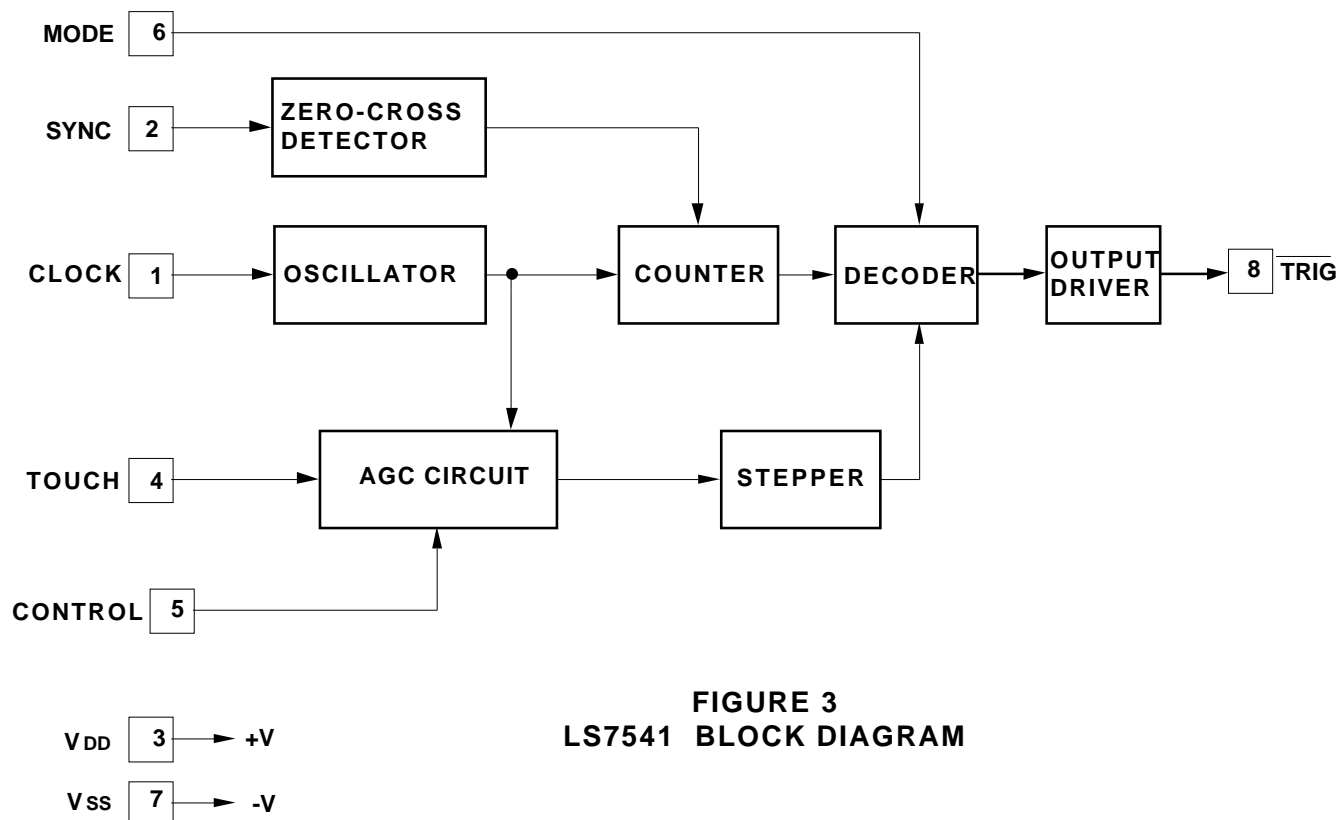 MODE 6
ZERO-CROSS
DETECTOR
SYNC 2
CLOCK 1
OSCILLATOR
COUNTER
DECODER
OUTPUT
DRIVER
8 TRIG
TOUCH 4
AGC CIRCUIT
STEPPER
CONTROL 5
FIGURE 3
LS7541 BLOCK DIAGRAM
VDD 3 +V
VSS 7 -V